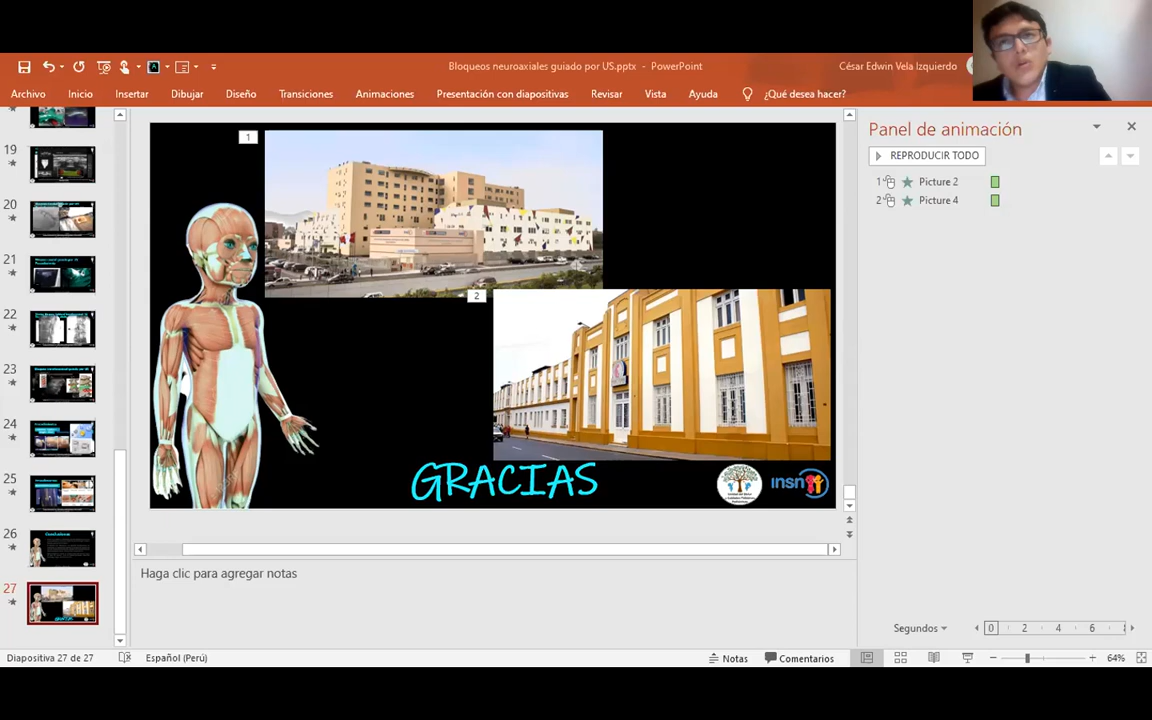 Bloqueos neuroaxiales guiado por US.pptx - PowerPoint
César Edwin Vela Izquierdo
Archivo Inicio Insertar Dibujar Diseño Transiciones Animaciones Presentación con diapositivas Revisar Vista Ayuda ¿Qué desea hacer?
19
20
21
22
23
24
25
26
27
1
2
GRACIAS
insn
Panel de animación
REPRODUCIR TODO
1 Picture 2
2 Picture 4
Haga clic para agregar notas
Segundos 0 2 4 6
Diapositiva 27 de 27 Español (Perú) Notas Comentarios 64%